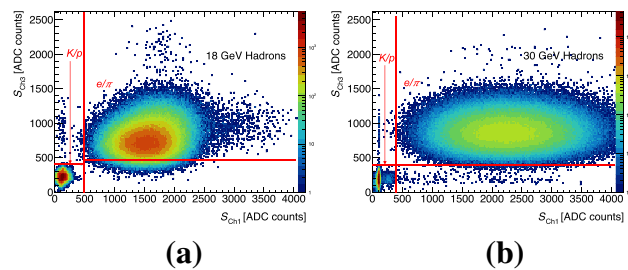 S_Ch3 [ADC counts]
2500
2000
1500
1000
500
0
K/p
e/π
18 GeV Hadrons
0 500 1000 1500 2000 2500 3000 3500 4000
S_Ch1 [ADC counts]
10
1
(a)
S_Ch3 [ADC counts]
2500
2000
1500
1000
500
0
K/p
e/π
30 GeV Hadrons
0 500 1000 1500 2000 2500 3000 3500 4000
S_Ch1 [ADC counts]
(b)